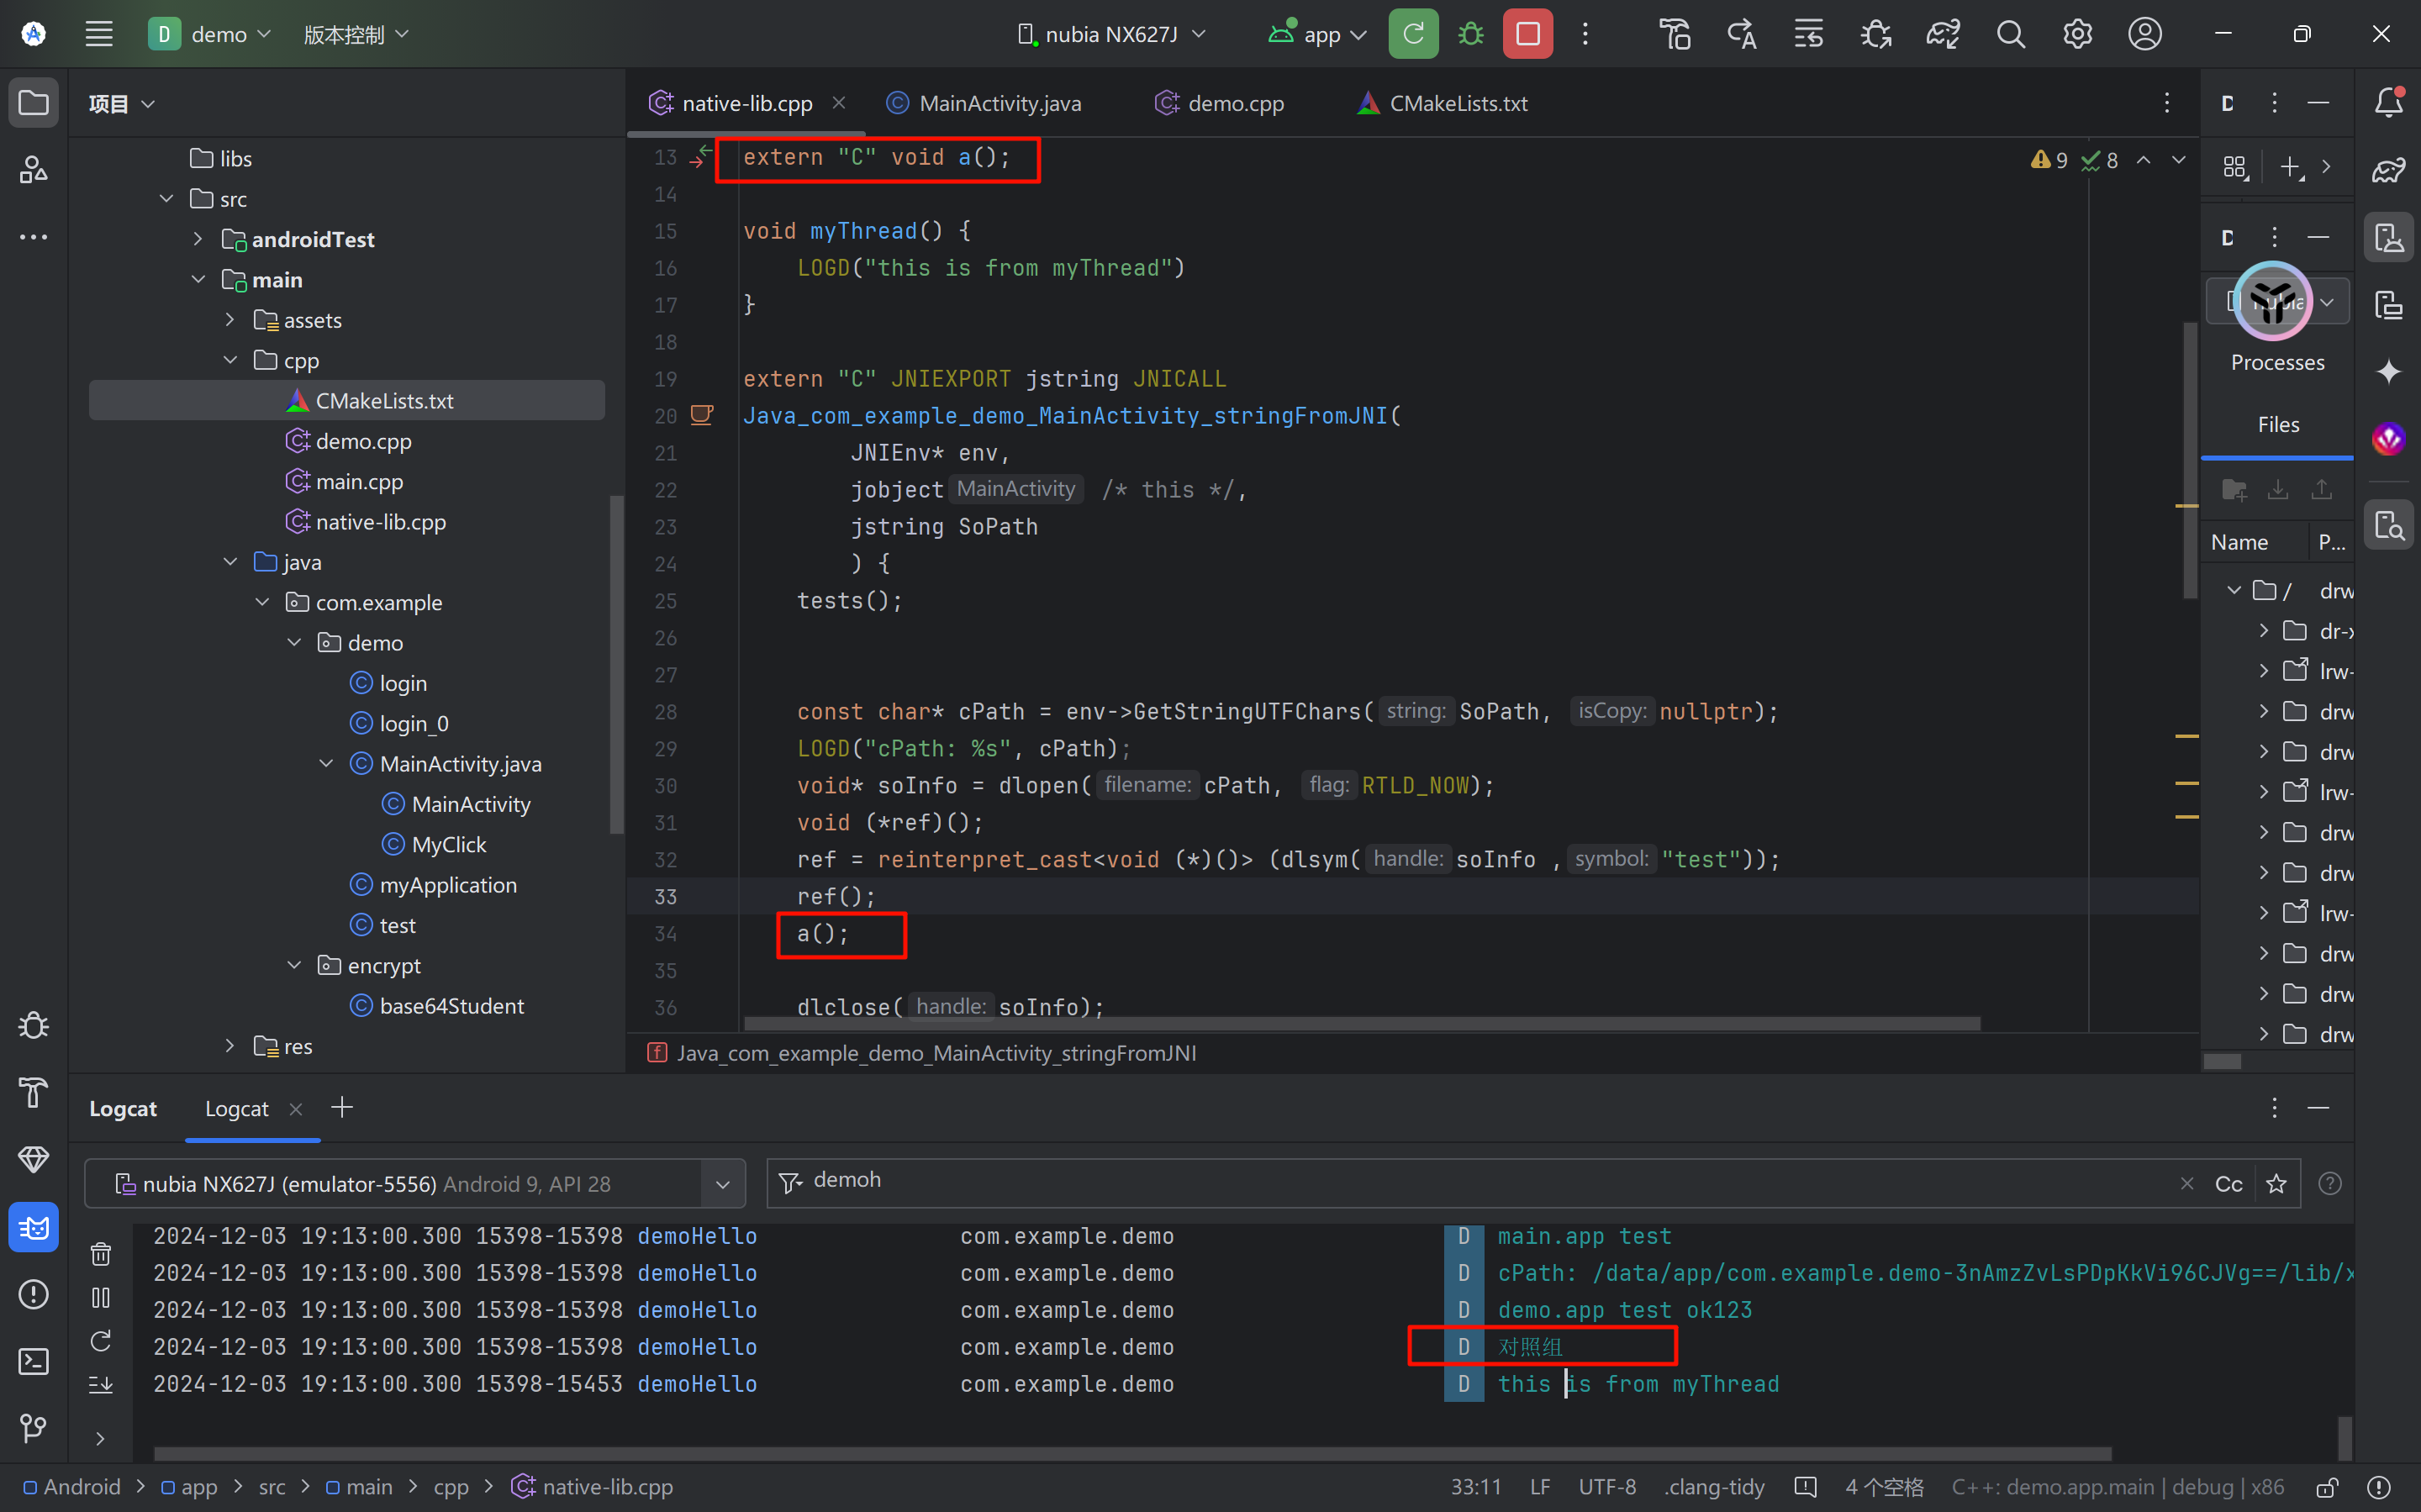 D demo 版本控制 nubia NX627J app
项目
native-lib.cpp MainActivity.java demo.cpp CMakeLists.txt
libs
src
androidTest
main
assets
cpp
CMakeLists.txt
demo.cpp
main.cpp
native-lib.cpp
java
com.example
demo
login
login_0
MainActivity.java
MainActivity
MyClick
myApplication
test
encrypt
base64Student
res
9 8
13 extern "C" void a();
14
15 void myThread() {
16 LOGD("this is from myThread")
17 }
18
19 extern "C" JNIEXPORT jstring JNICALL
20 Java_com_example_demo_MainActivity_stringFromJNI(
21 JNIEnv* env,
22 jobject MainActivity /* this */,
23 jstring SoPath
24 ) {
25 tests();
26
27
28 const char* cPath = env->GetStringUTFChars( string: SoPath, isCopy: nullptr);
29 LOGD("cPath: %s", cPath);
30 void* soInfo = dlopen( filename: cPath, flag: RTLD_NOW);
31 void (*ref)();
32 ref = reinterpret_cast<void (*)()> (dlsym( handle: soInfo , symbol: "test"));
33 ref();
34 a();
35
36 dlclose( handle: soInfo);
Java_com_example_demo_MainActivity_stringFromJNI
D
D
Processes
Files
Name P...
/ drw
dr-x
lrw-
drw
drw
lrw-
drw
drw
lrw-
drw
drw
drw
Logcat Logcat
nubia NX627J (emulator-5556) Android 9, API 28 demoh Cc
2024-12-03 19:13:00.300 15398-15398 demoHello com.example.demo D main.app test
2024-12-03 19:13:00.300 15398-15398 demoHello com.example.demo D cPath: /data/app/com.example.demo-3nAmzZvLsPDpKkVi96CJVg==/lib/x
2024-12-03 19:13:00.300 15398-15398 demoHello com.example.demo D demo.app test ok123
2024-12-03 19:13:00.300 15398-15398 demoHello com.example.demo D 对照组
2024-12-03 19:13:00.300 15398-15453 demoHello com.example.demo D this is from myThread
Android app src main cpp native-lib.cpp 33:11 LF UTF-8 .clang-tidy 4 个空格 C++: demo.app.main | debug | x86